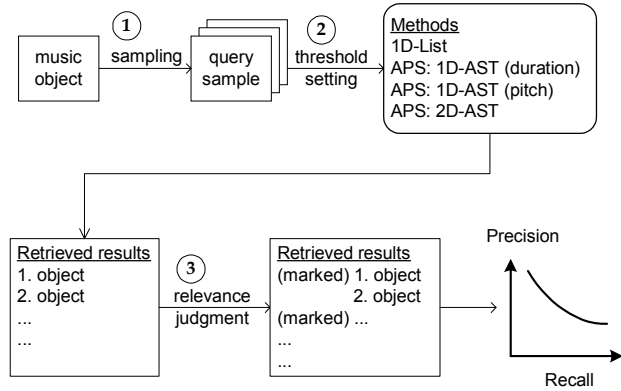 1
music
object
sampling
query
sample
2
threshold
setting
Methods
1D-List
APS: 1D-AST (duration)
APS: 1D-AST (pitch)
APS: 2D-AST
Retrieved results
1. object
2. object
...
...
3
relevance
judgment
Retrieved results
(marked) 1. object
2. object
(marked) ...
...
...
Precision
Recall